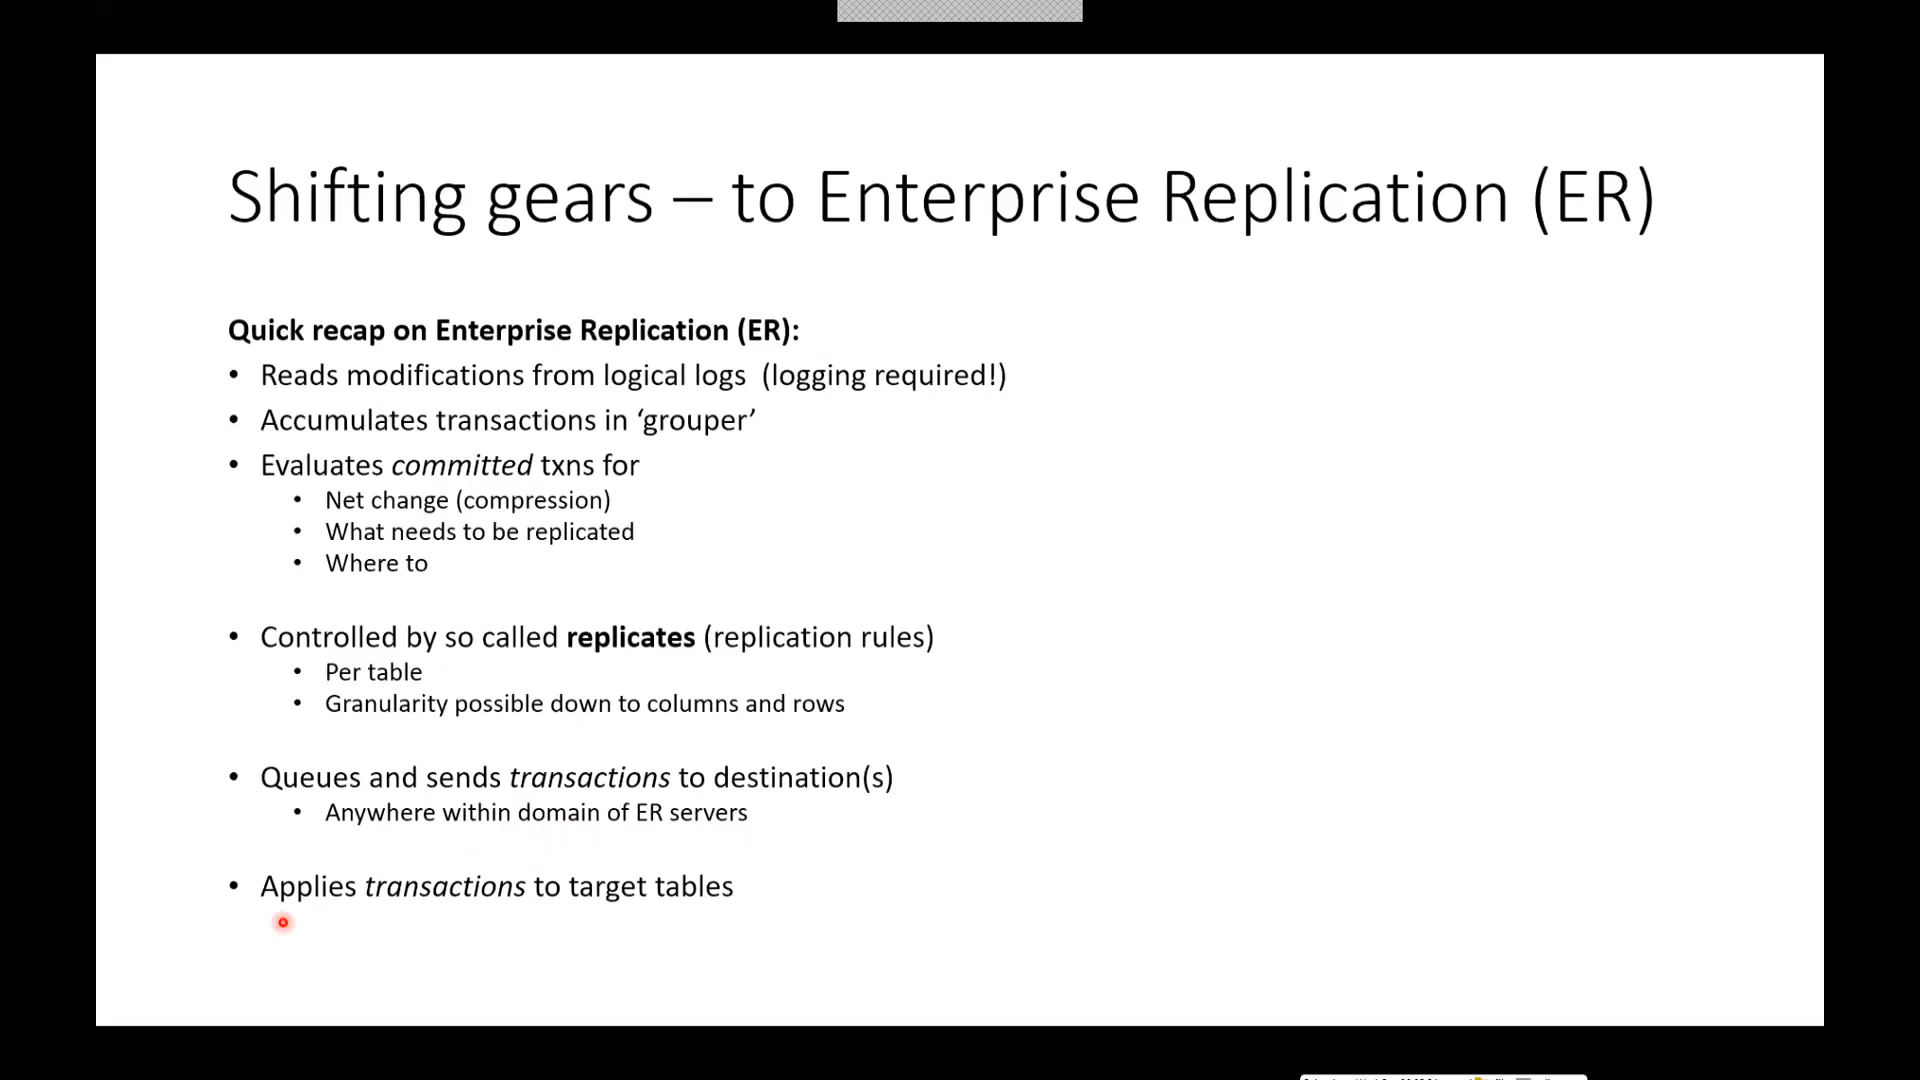 Shifting gears – to Enterprise Replication (ER)
Quick recap on Enterprise Replication (ER):
• Reads modifications from logical logs (logging required!)
• Accumulates transactions in ‘grouper’
• Evaluates committed txns for
• Net change (compression)
• What needs to be replicated
• Where to
• Controlled by so called replicates (replication rules)
• Per table
• Granularity possible down to columns and rows
• Queues and sends transactions to destination(s)
• Anywhere within domain of ER servers
• Applies transactions to target tables